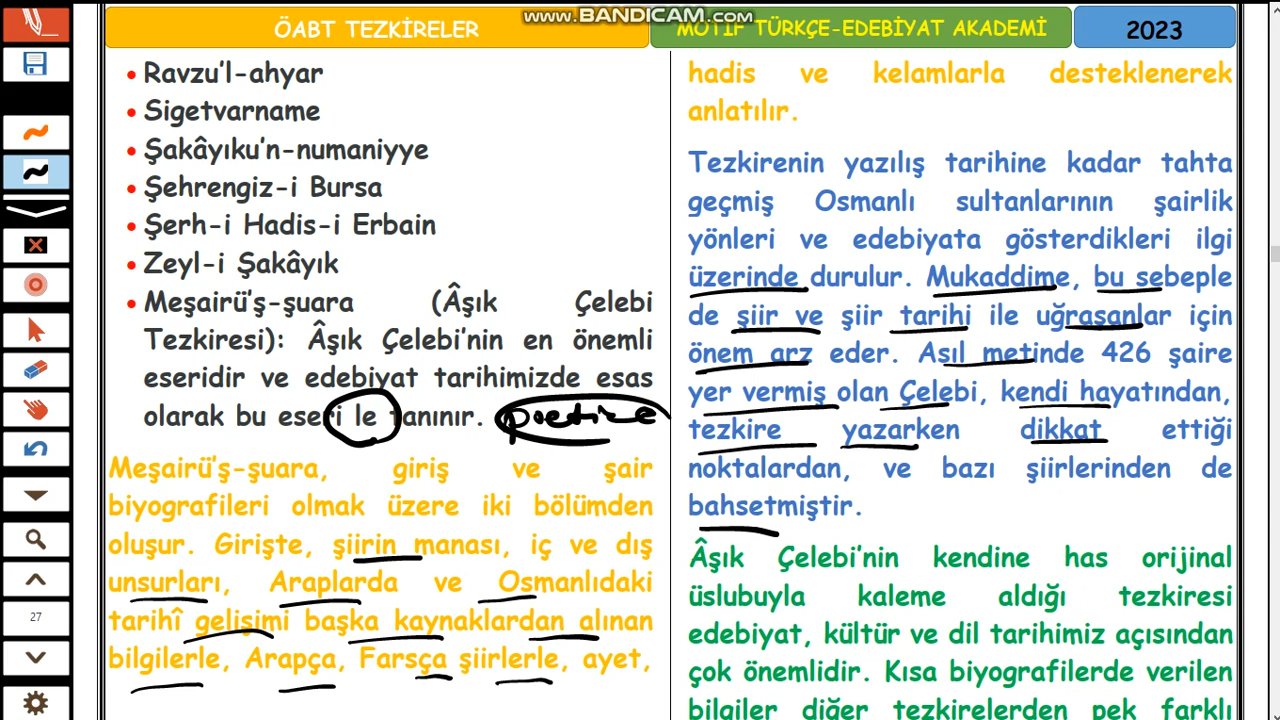 www.BANDICAM.com
ÖABT TEZKİRELER
MOTİF TÜRKÇE-EDEBİYAT AKADEMİ
2023
• Ravzu'l-ahyar
• Sigetvarname
• Şakâyıku'n-numaniyye
• Şehrengiz-i Bursa
• Şerh-i Hadis-i Erbain
• Zeyl-i Şakâyık
• Meşairü'ş-şuara (Âşık Çelebi
Tezkiresi): Âşık Çelebi'nin en önemli
eseridir ve edebiyat tarihimizde esas
olarak bu eseri le tanınır.
Meşairü'ş-şuara, giriş ve şair
biyografileri olmak üzere iki bölümden
oluşur. Girişte, şiirin manası, iç ve dış
unsurları, Araplarda ve Osmanlıdaki
tarihî gelişimi başka kaynaklardan alınan
bilgilerle, Arapça, Farsça şiirlerle, ayet,
hadis ve kelamlarla desteklenerek
anlatılır.
Tezkirenin yazılış tarihine kadar tahta
geçmiş Osmanlı sultanlarının şairlik
yönleri ve edebiyata gösterdikleri ilgi
üzerinde durulur. Mukaddime, bu sebeple
de şiir ve şiir tarihi ile uğraşanlar için
önem arz eder. Asıl metinde 426 şaire
yer vermiş olan Çelebi, kendi hayatından,
tezkire yazarken dikkat ettiği
noktalardan, ve bazı şiirlerinden de
bahsetmiştir.
Âşık Çelebi'nin kendine has orijinal
üslubuyla kaleme aldığı tezkiresi
edebiyat, kültür ve dil tarihimiz açısından
çok önemlidir. Kısa biyografilerde verilen
bilgiler diğer tezkirelerden pek farklı
27